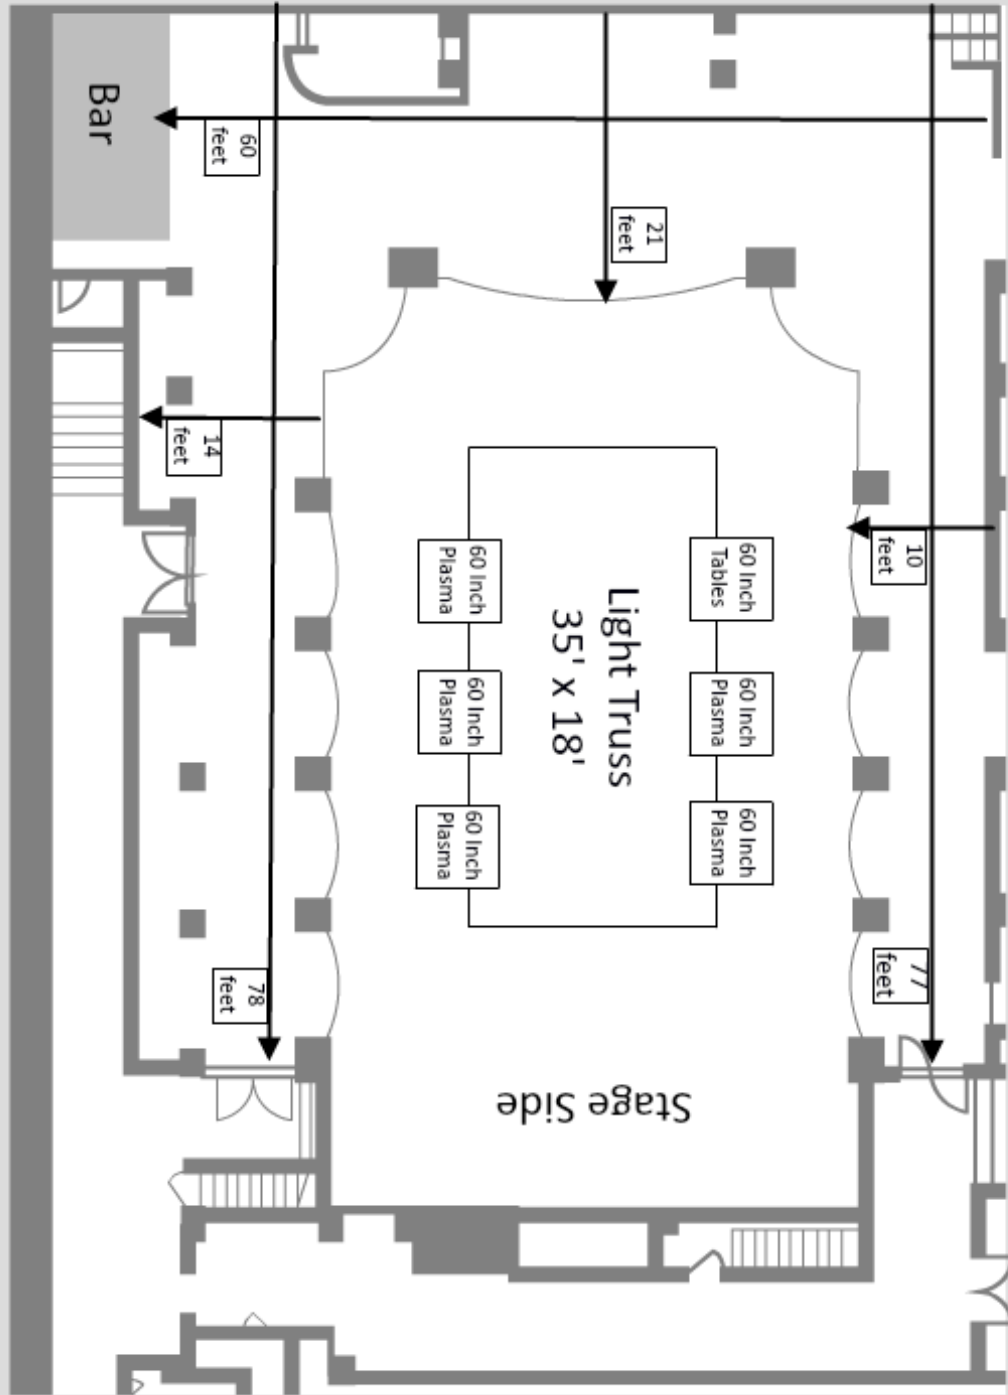 Bar
60
feet
21
feet
14
feet
10
feet
60 Inch
Plasma
60 Inch
Tables
Light Truss
35' x 18'
60 Inch
Plasma
60 Inch
Plasma
60 Inch
Plasma
60 Inch
Plasma
78
feet
77
feet
Stage Side